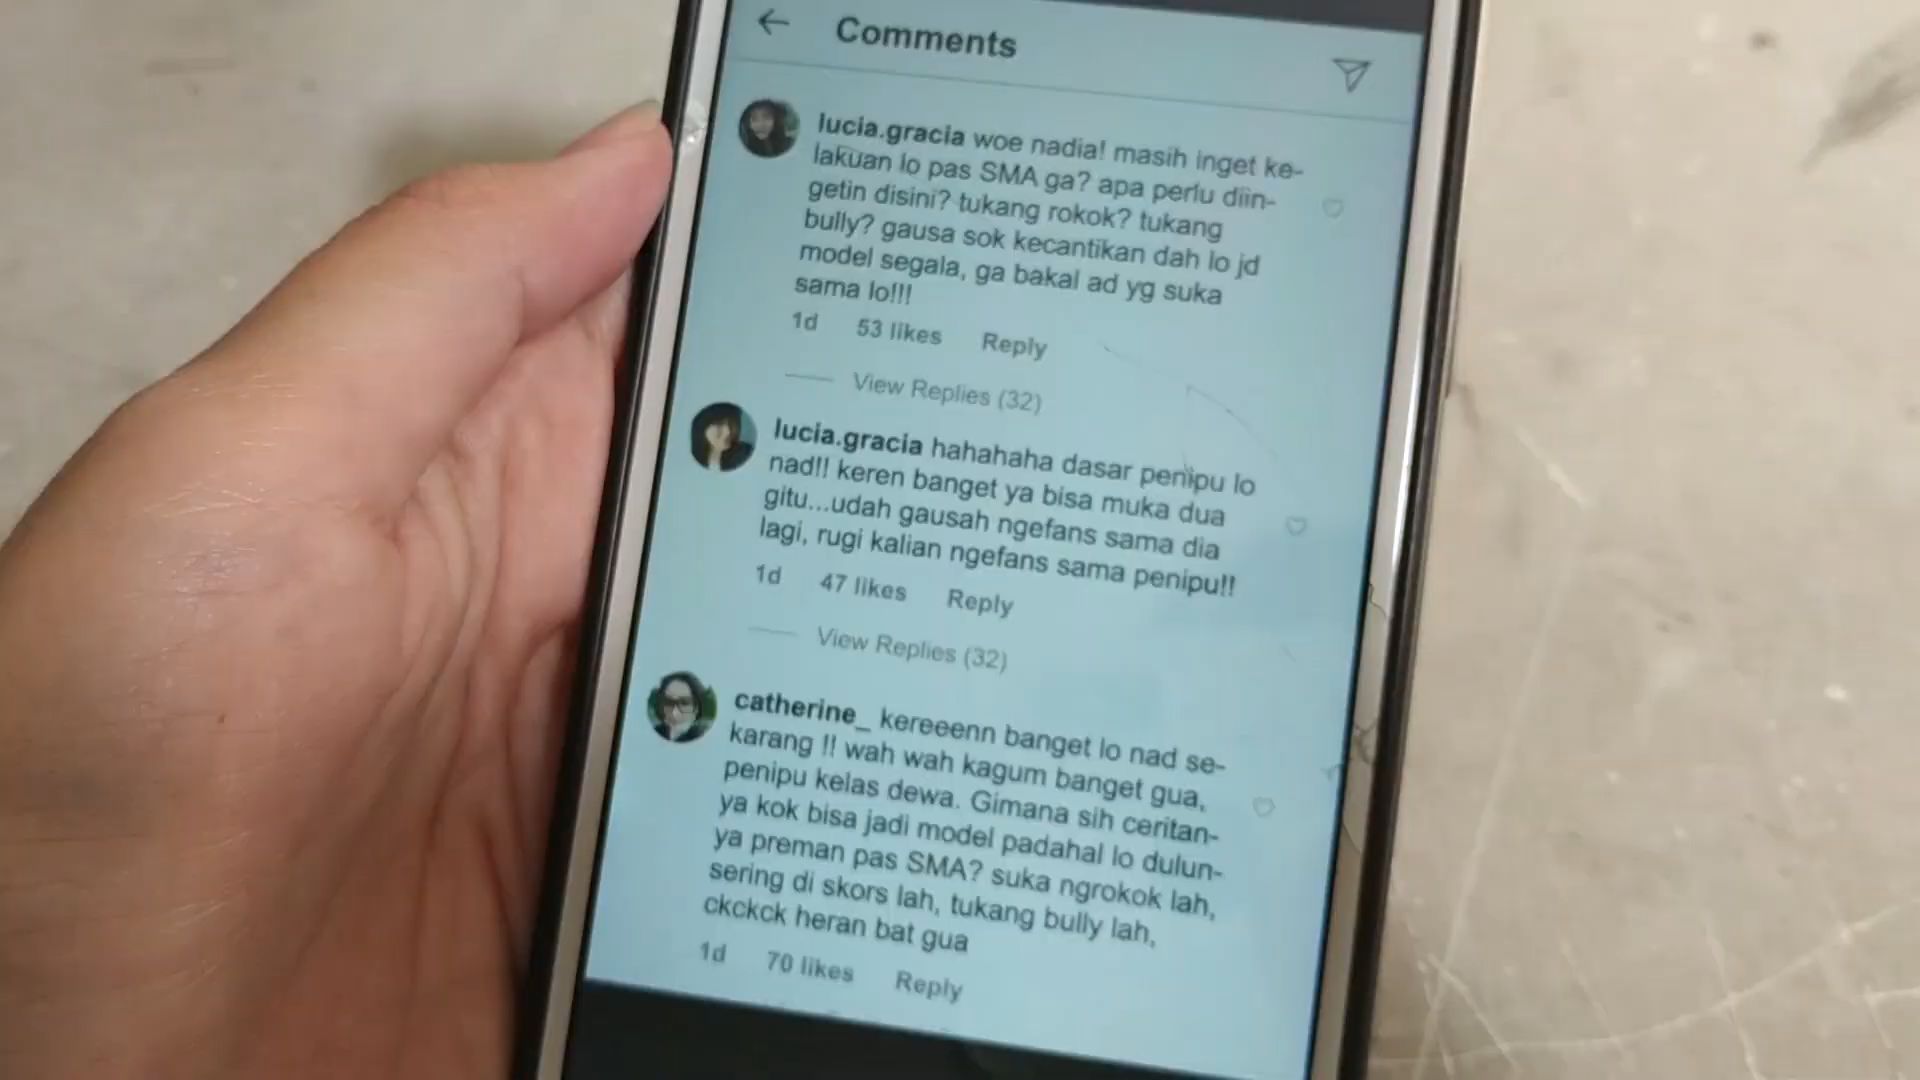 Comments
lucia.gracia woe nadia! masih inget ke-
lakuan lo pas SMA ga? apa perlu diin-
getin disini? tukang rokok? tukang
bully? gausa sok kecantikan dah lo jd
model segala, ga bakal ad yg suka
sama lo!!!
1d 53 likes Reply
View Replies (32)
lucia.gracia hahahaha dasar penipu lo
nad!! keren banget ya bisa muka dua
gitu...udah gausah ngefans sama dia
lagi, rugi kalian ngefans sama penipu!!
1d 47 likes Reply
View Replies (32)
catherine_ kereeenn banget lo nad se-
karang !! wah wah kagum banget gua,
penipu kelas dewa. Gimana sih ceritan-
ya kok bisa jadi model padahal lo dulun-
ya preman pas SMA? suka ngrokok lah,
sering di skors lah, tukang bully lah,
ckckck heran bat gua
1d 70 likes Reply